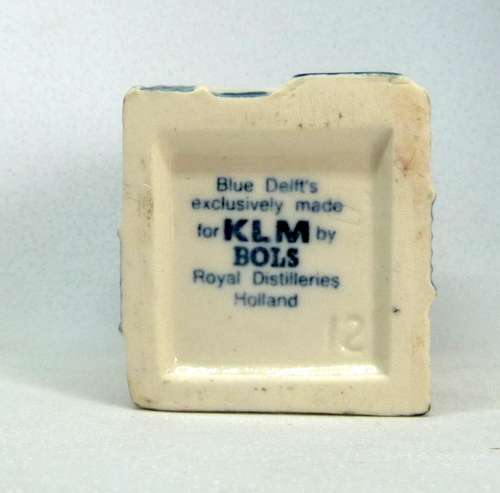 Blue Delft's
exclusively made
for KLM by
BOLS
Royal Distilleries
Holland
12